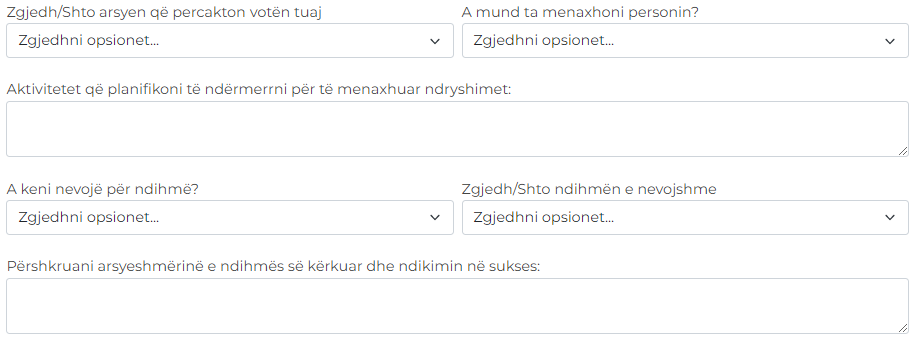 Zgjedh/Shto arsyen që percakton votën tuaj
A mund ta menaxhoni personin?
Zgjedhni opsionet...
Zgjedhni opsionet...
Aktivitetet që planifikoni të ndërmerrni për të menaxhuar ndryshimet:
A keni nevojë për ndihmë?
Zgjedh/Shto ndihmën e nevojshme
Zgjedhni opsionet...
Zgjedhni opsionet...
Përshkruani arsyeshmërinë e ndihmës së kërkuar dhe ndikimin në sukses: